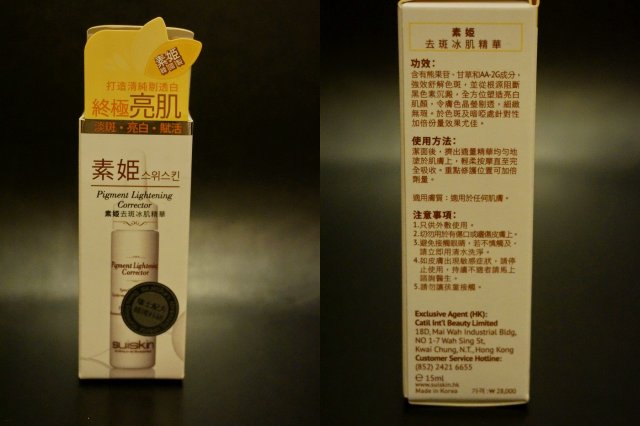 素姬
打造清純剔透白
終極亮肌
淡斑・亮白・賦活
素姬 스위스킨
Pigment Lightening
Corrector
素姬去斑冰肌精華
Pigment Lightening
Corrector
suiskin
素姬
去斑冰肌精華
功效：
含有熊果苷、甘草和AA-2G成分，
強效舒解色斑，並從根源阻斷
黑色素沉澱，全方位塑造亮白
肌顏，令膚色晶瑩剔透，細緻
無瑕。於色斑及暗啞處針對性
加倍份量效果尤佳。
使用方法：
潔面後，擠出適量精華均勻地
塗於肌膚上，輕柔按摩直至完
全吸收。重點修護位置可加倍
劑量。
適用膚質：適用於任何肌膚。
注意事項：
1.只供外敷使用。
2.切勿用於有傷口或曬傷皮膚上。
3.避免接觸眼睛，若不慎觸及，
請立即用清水洗淨。
4.如皮膚出現敏感症狀，請停
止使用，持續不適者請馬上
諮詢醫生。
5.請勿讓孩童接觸。
Exclusive Agent (HK):
Catil Int'l Beauty Limited
18D, Mai Wah Industrial Bldg,
NO 1-7 Wah Sing St,
Kwai Chung, N.T., Hong Kong
Customer Service Hotline:
(852) 2421 6655
℮ 15ml
www.suiskin.hk
Made in Korea 가격 : ₩ 28,000